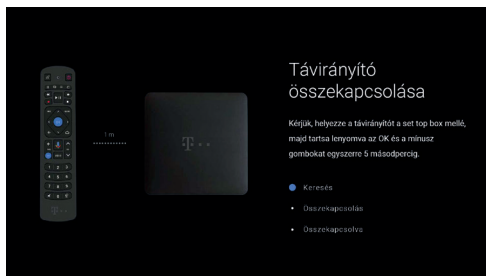 Távirányító
összekapcsolása
1 m
Kérjük, helyezze a távirányítót a set top box mellé,
majd tartsa lenyomva az OK és a mínusz
gombokat egyszerre 5 másodpercig.
Keresés
Összekapcsolás
Összekapcsolva